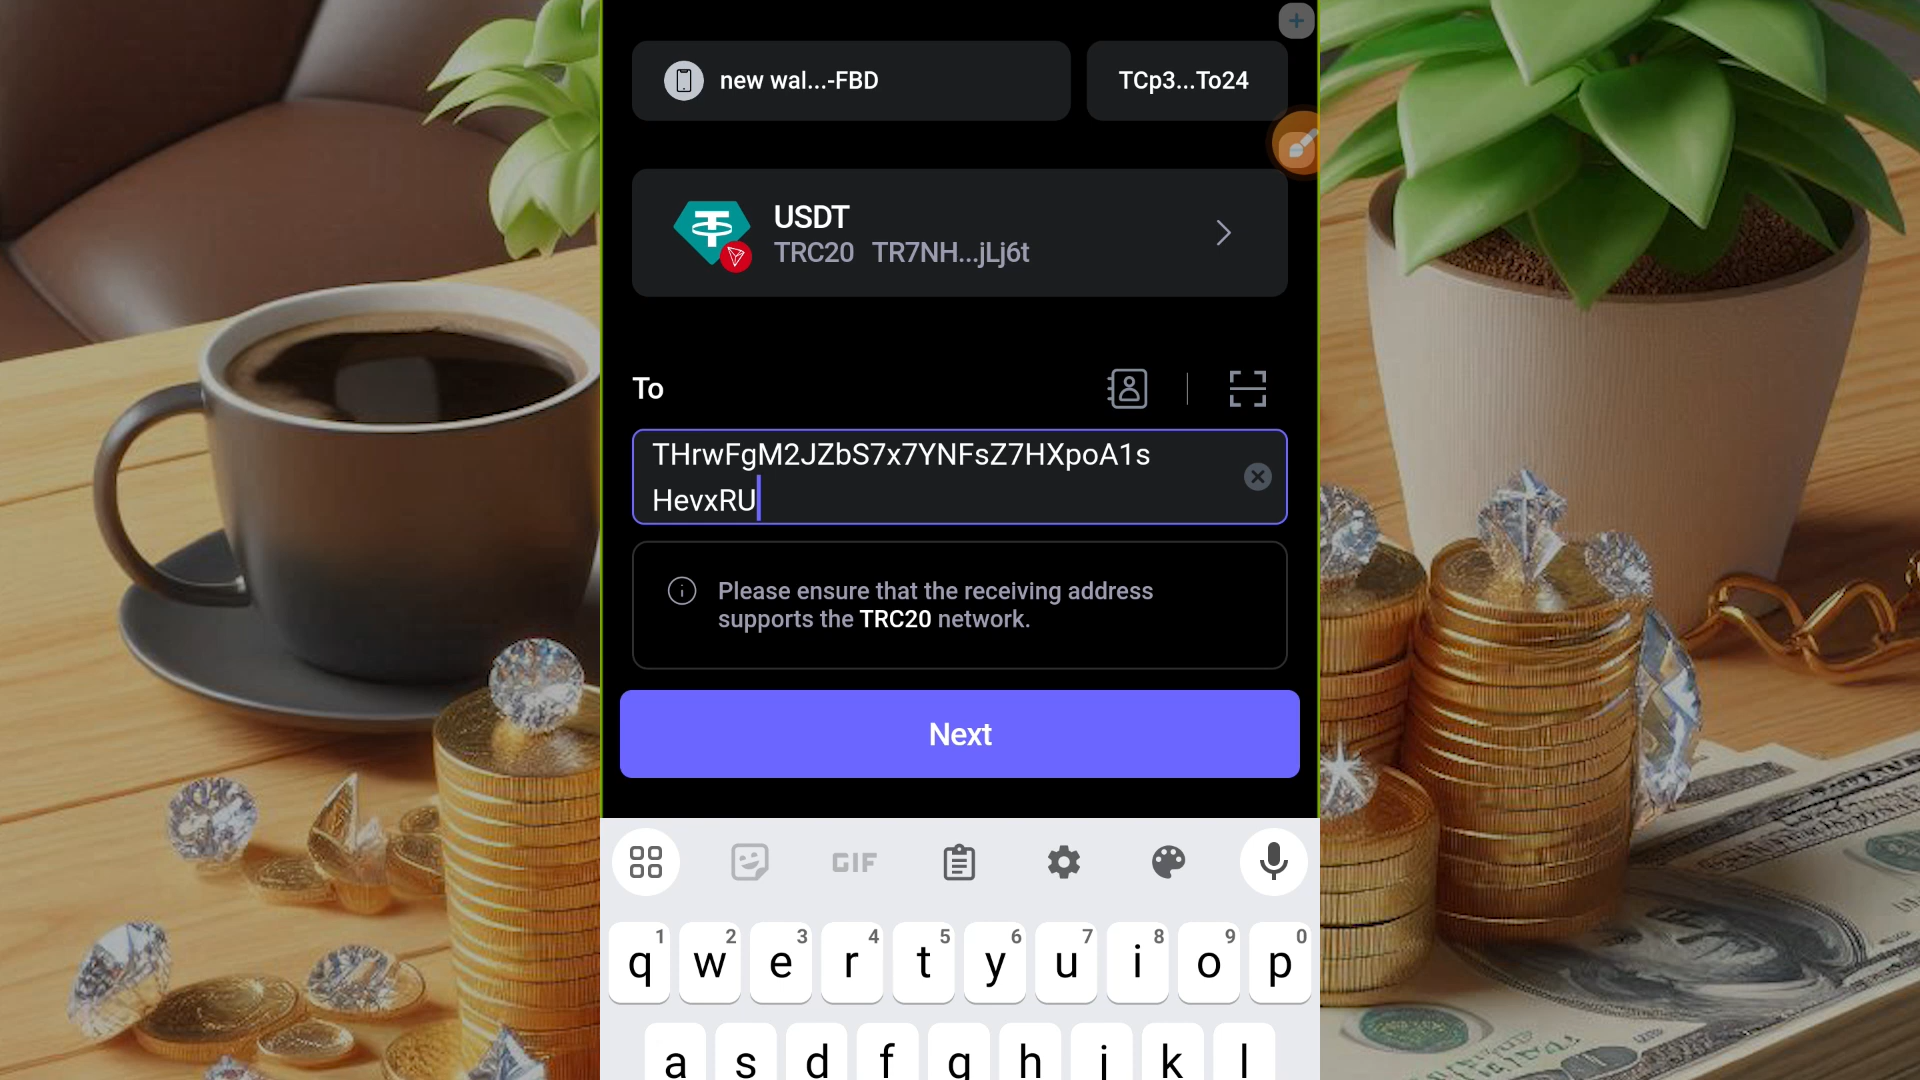 new wal...-FBD
TCp3...To24
USDT
TRC20 TR7NH...jLj6t
To
THrwFgM2JZbS7x7YNFsZ7HXpoA1s
HevxRU
Please ensure that the receiving address
supports the TRC20 network.
Next
GIF
1 2 3 4 5 6 7 8 9 0
q w e r t y u i o p
a s d f g h j k l